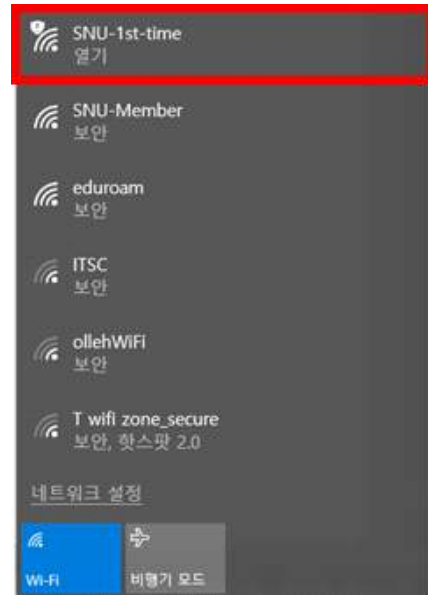 SNU-1st-time
열기
SNU-Member
보안
eduroam
보안
ITSC
보안
ollehWiFi
보안
T wifi zone_secure
보안, 핫스팟 2.0
네트워크 설정
Wi-Fi
비행기 모드